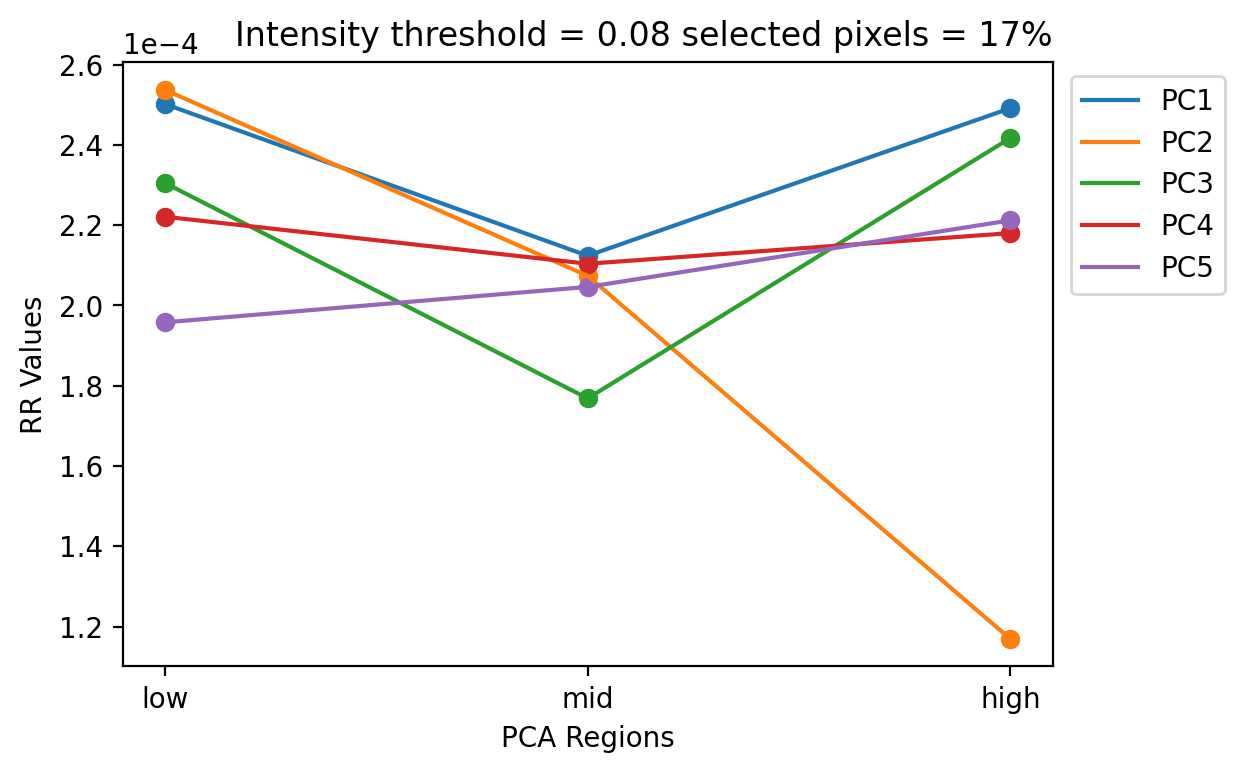 Intensity threshold = 0.08 selected pixels = 17%
1e−4
2.6
2.4
2.2
2.0
1.8
1.6
1.4
1.2
RR Values
low
mid
high
PCA Regions
PC1
PC2
PC3
PC4
PC5